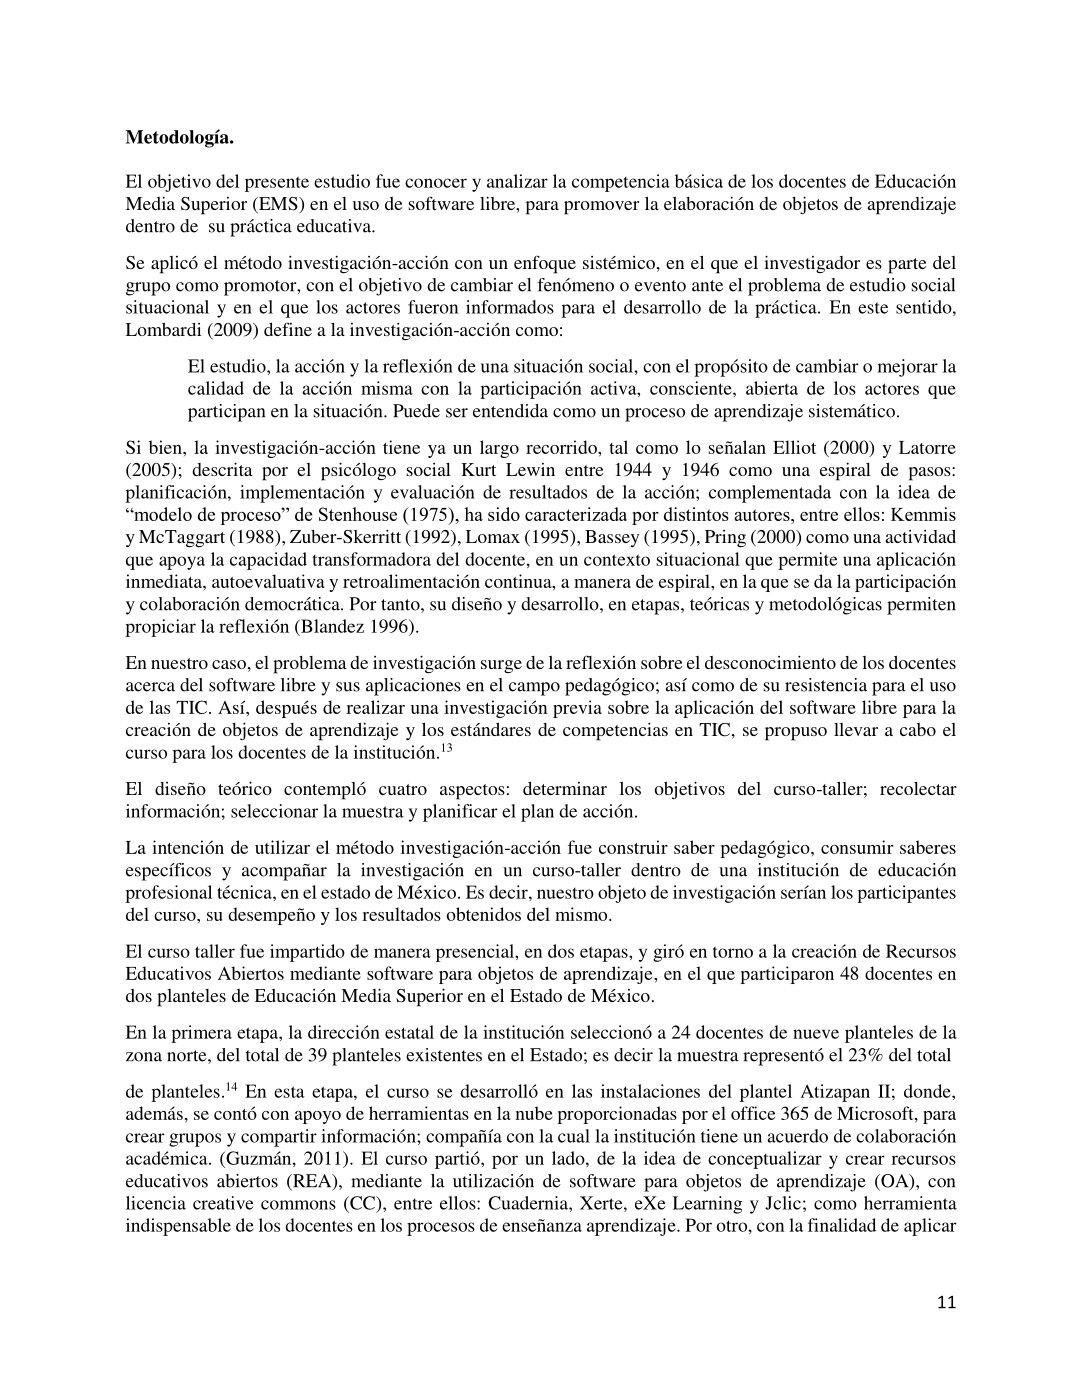 Metodología.
El objetivo del presente estudio fue conocer y analizar la competencia básica de los docentes de Educación
Media Superior (EMS) en el uso de software libre, para promover la elaboración de objetos de aprendizaje
dentro de  su práctica educativa.
Se aplicó el método investigación-acción con un enfoque sistémico, en el que el investigador es parte del
grupo como promotor, con el objetivo de cambiar el fenómeno o evento ante el problema de estudio social
situacional y en el que los actores fueron informados para el desarrollo de la práctica. En este sentido,
Lombardi (2009) define a la investigación-acción como:
El estudio, la acción y la reflexión de una situación social, con el propósito de cambiar o mejorar la
calidad de la acción misma con la participación activa, consciente, abierta de los actores que
participan en la situación. Puede ser entendida como un proceso de aprendizaje sistemático.
Si bien, la investigación-acción tiene ya un largo recorrido, tal como lo señalan Elliot (2000) y Latorre
(2005); descrita por el psicólogo social Kurt Lewin entre 1944 y 1946 como una espiral de pasos:
planificación, implementación y evaluación de resultados de la acción; complementada con la idea de
“modelo de proceso” de Stenhouse (1975), ha sido caracterizada por distintos autores, entre ellos: Kemmis
y McTaggart (1988), Zuber-Skerritt (1992), Lomax (1995), Bassey (1995), Pring (2000) como una actividad
que apoya la capacidad transformadora del docente, en un contexto situacional que permite una aplicación
inmediata, autoevaluativa y retroalimentación continua, a manera de espiral, en la que se da la participación
y colaboración democrática. Por tanto, su diseño y desarrollo, en etapas, teóricas y metodológicas permiten
propiciar la reflexión (Blandez 1996).
En nuestro caso, el problema de investigación surge de la reflexión sobre el desconocimiento de los docentes
acerca del software libre y sus aplicaciones en el campo pedagógico; así como de su resistencia para el uso
de las TIC. Así, después de realizar una investigación previa sobre la aplicación del software libre para la
creación de objetos de aprendizaje y los estándares de competencias en TIC, se propuso llevar a cabo el
curso para los docentes de la institución.13
El diseño teórico contempló cuatro aspectos: determinar los objetivos del curso-taller; recolectar
información; seleccionar la muestra y planificar el plan de acción.
La intención de utilizar el método investigación-acción fue construir saber pedagógico, consumir saberes
específicos y acompañar la investigación en un curso-taller dentro de una institución de educación
profesional técnica, en el estado de México. Es decir, nuestro objeto de investigación serían los participantes
del curso, su desempeño y los resultados obtenidos del mismo.
El curso taller fue impartido de manera presencial, en dos etapas, y giró en torno a la creación de Recursos
Educativos Abiertos mediante software para objetos de aprendizaje, en el que participaron 48 docentes en
dos planteles de Educación Media Superior en el Estado de México.
En la primera etapa, la dirección estatal de la institución seleccionó a 24 docentes de nueve planteles de la
zona norte, del total de 39 planteles existentes en el Estado; es decir la muestra representó el 23% del total
de planteles.14 En esta etapa, el curso se desarrolló en las instalaciones del plantel Atizapan II; donde,
además, se contó con apoyo de herramientas en la nube proporcionadas por el office 365 de Microsoft, para
crear grupos y compartir información; compañía con la cual la institución tiene un acuerdo de colaboración
académica. (Guzmán, 2011). El curso partió, por un lado, de la idea de conceptualizar y crear recursos
educativos abiertos (REA), mediante la utilización de software para objetos de aprendizaje (OA), con
licencia creative commons (CC), entre ellos: Cuadernia, Xerte, eXe Learning y Jclic; como herramienta
indispensable de los docentes en los procesos de enseñanza aprendizaje. Por otro, con la finalidad de aplicar
11